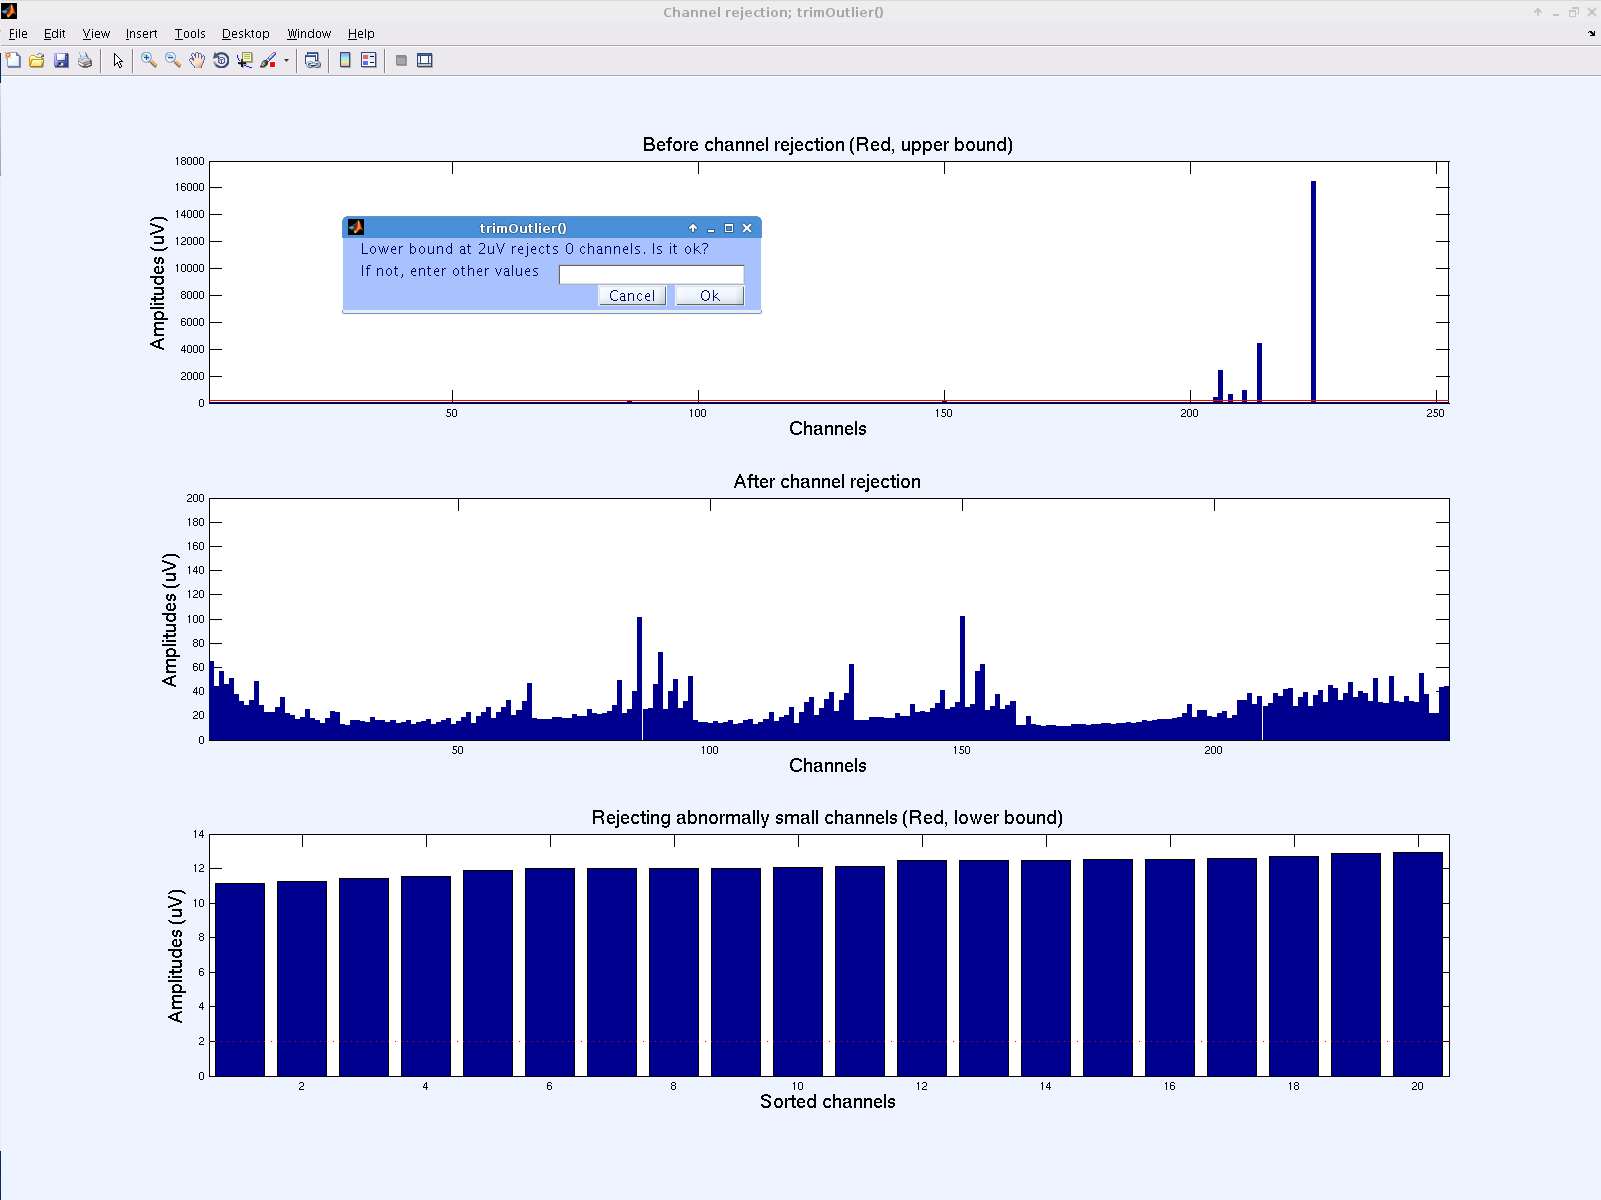 Channel rejection; trimOutlier()
File Edit View Insert Tools Desktop Window Help
Before channel rejection (Red, upper bound)
18000
16000
14000
12000
10000
8000
6000
4000
2000
0
Amplitudes (uV)
trimOutlier()
Lower bound at 2uV rejects 0 channels. Is it ok?
If not, enter other values
Cancel Ok
50 100 150 200 250
Channels
After channel rejection
200
180
160
140
120
100
80
60
40
20
0
Amplitudes (uV)
50 100 150 200
Channels
Rejecting abnormally small channels (Red, lower bound)
14
12
10
8
6
4
2
0
Amplitudes (uV)
2 4 6 8 10 12 14 16 18 20
Sorted channels